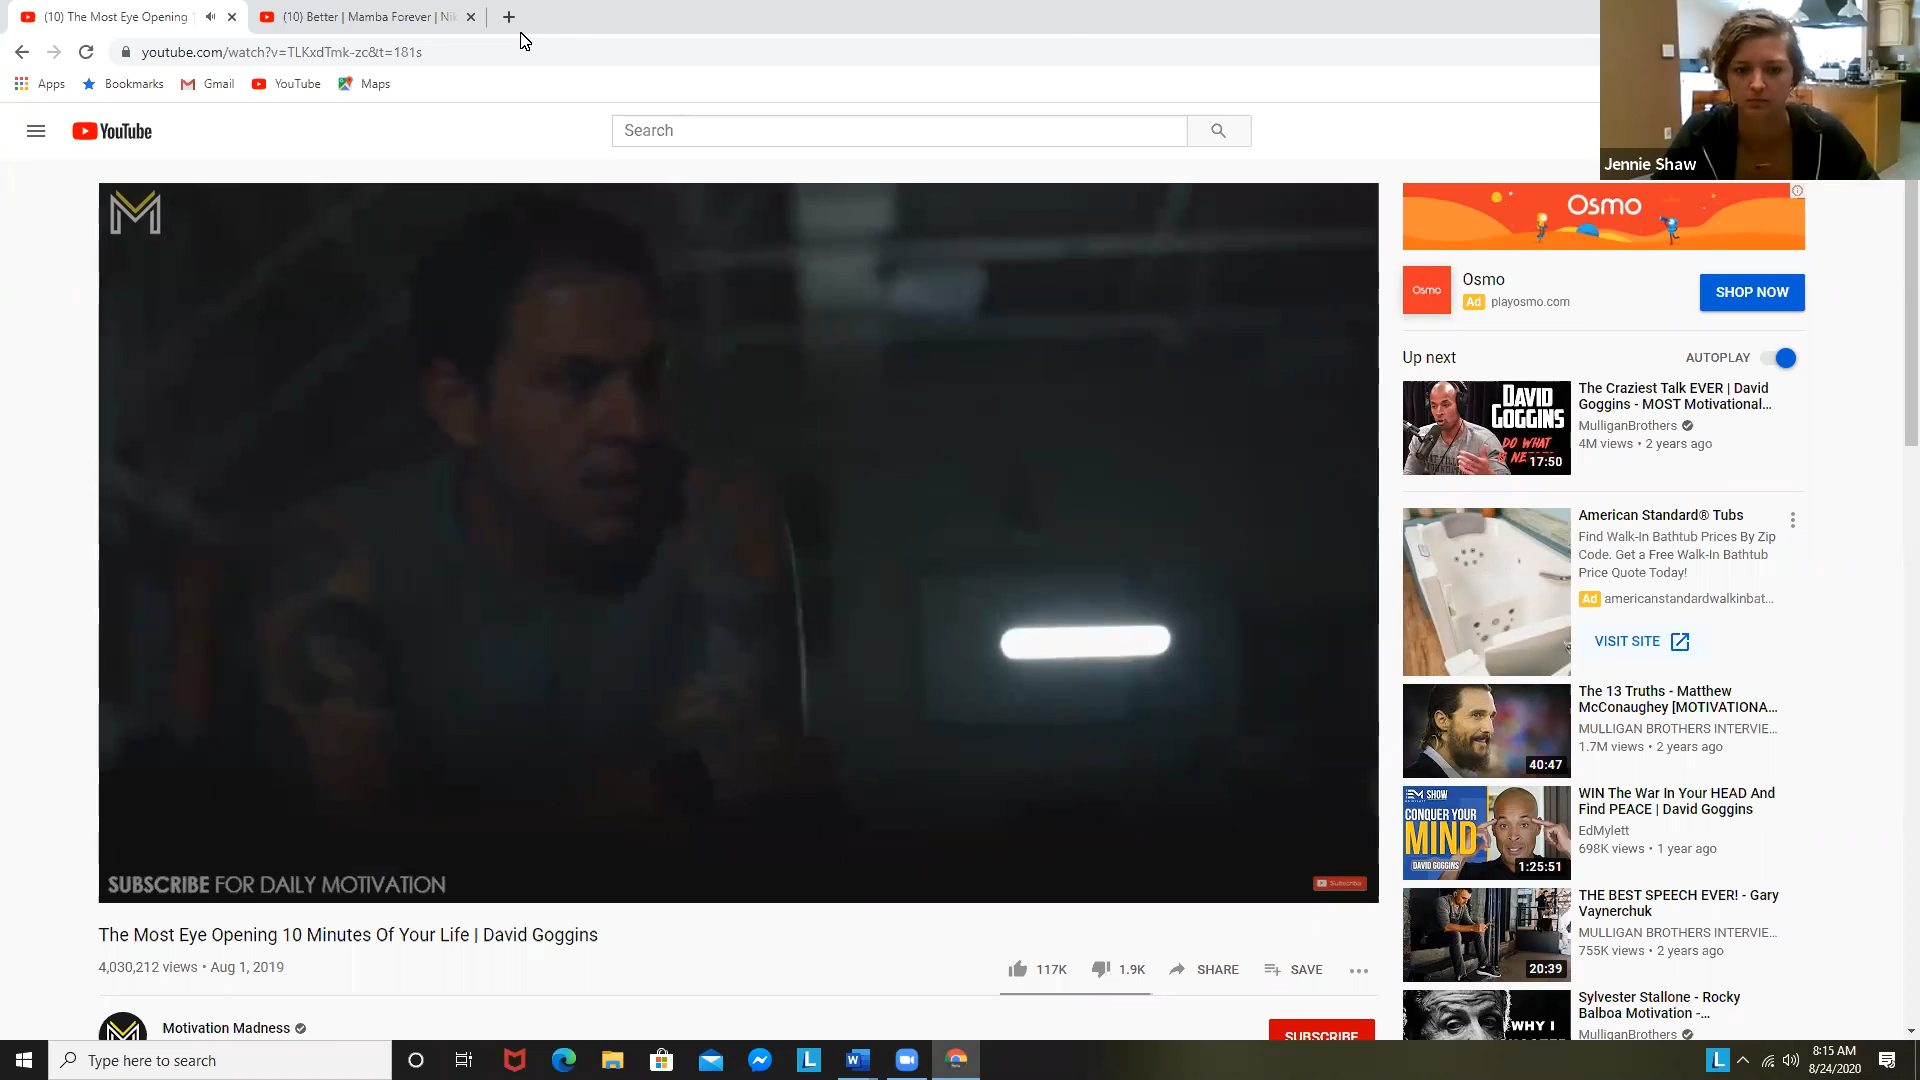 (10) The Most Eye Opening
(10) Better | Mamba Forever | Nik
youtube.com/watch?v=TLKxdTmk-zc&t=181s
Apps
Bookmarks
Gmail
YouTube
Maps
YouTube
Search
Jennie Shaw
M
SUBSCRIBE FOR DAILY MOTIVATION
Subscribe
Osmo
Osmo
Osmo
Ad playosmo.com
SHOP NOW
Up next
AUTOPLAY
DAVID
GOGGINS
DO WHAT
17:50
The Craziest Talk EVER | David
Goggins - MOST Motivational...
MulliganBrothers
4M views • 2 years ago
American Standard® Tubs
Find Walk-In Bathtub Prices By Zip
Code. Get a Free Walk-In Bathtub
Price Quote Today!
Ad americanstandardwalkinbat...
VISIT SITE
40:47
The 13 Truths - Matthew
McConaughey [MOTIVATIONA...
MULLIGAN BROTHERS INTERVIE...
1.7M views • 2 years ago
SHOW
CONQUER YOUR
MIND
DAVID GOGGINS
1:25:51
WIN The War In Your HEAD And
Find PEACE | David Goggins
EdMylett
698K views • 1 year ago
20:39
THE BEST SPEECH EVER! - Gary
Vaynerchuk
MULLIGAN BROTHERS INTERVIE...
755K views • 2 years ago
WHY I
Sylvester Stallone - Rocky
Balboa Motivation -...
MulliganBrothers
The Most Eye Opening 10 Minutes Of Your Life | David Goggins
4,030,212 views • Aug 1, 2019
117K
1.9K
SHARE
SAVE
Motivation Madness
SUBSCRIBE
Type here to search
L
W
L
8:15 AM
8/24/2020